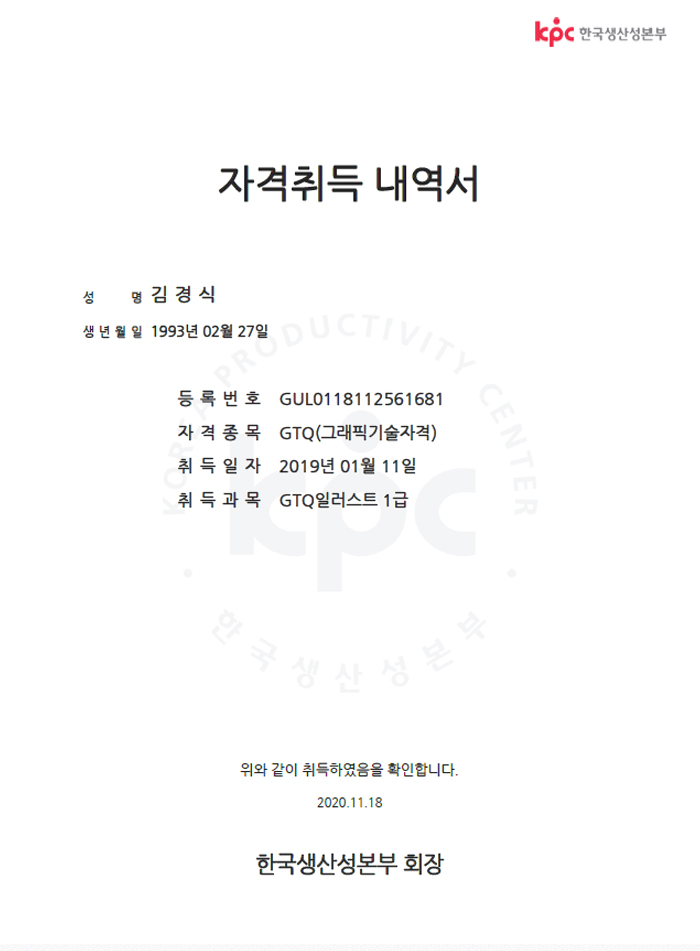 kpc 한국생산성본부
자격취득 내역서
성 명 김 경 식
생 년 월 일 1993년 02월 27일
KOREA PRODUCTIVITY CENTER
등 록 번 호 GUL0118112561681
자 격 종 목 GTQ(그래픽기술자격)
취 득 일 자 2019년 01월 11일
취 득 과 목 GTQ일러스트 1급
kpc
한국생산성본부
위와 같이 취득하였음을 확인합니다.
2020.11.18
한국생산성본부 회장